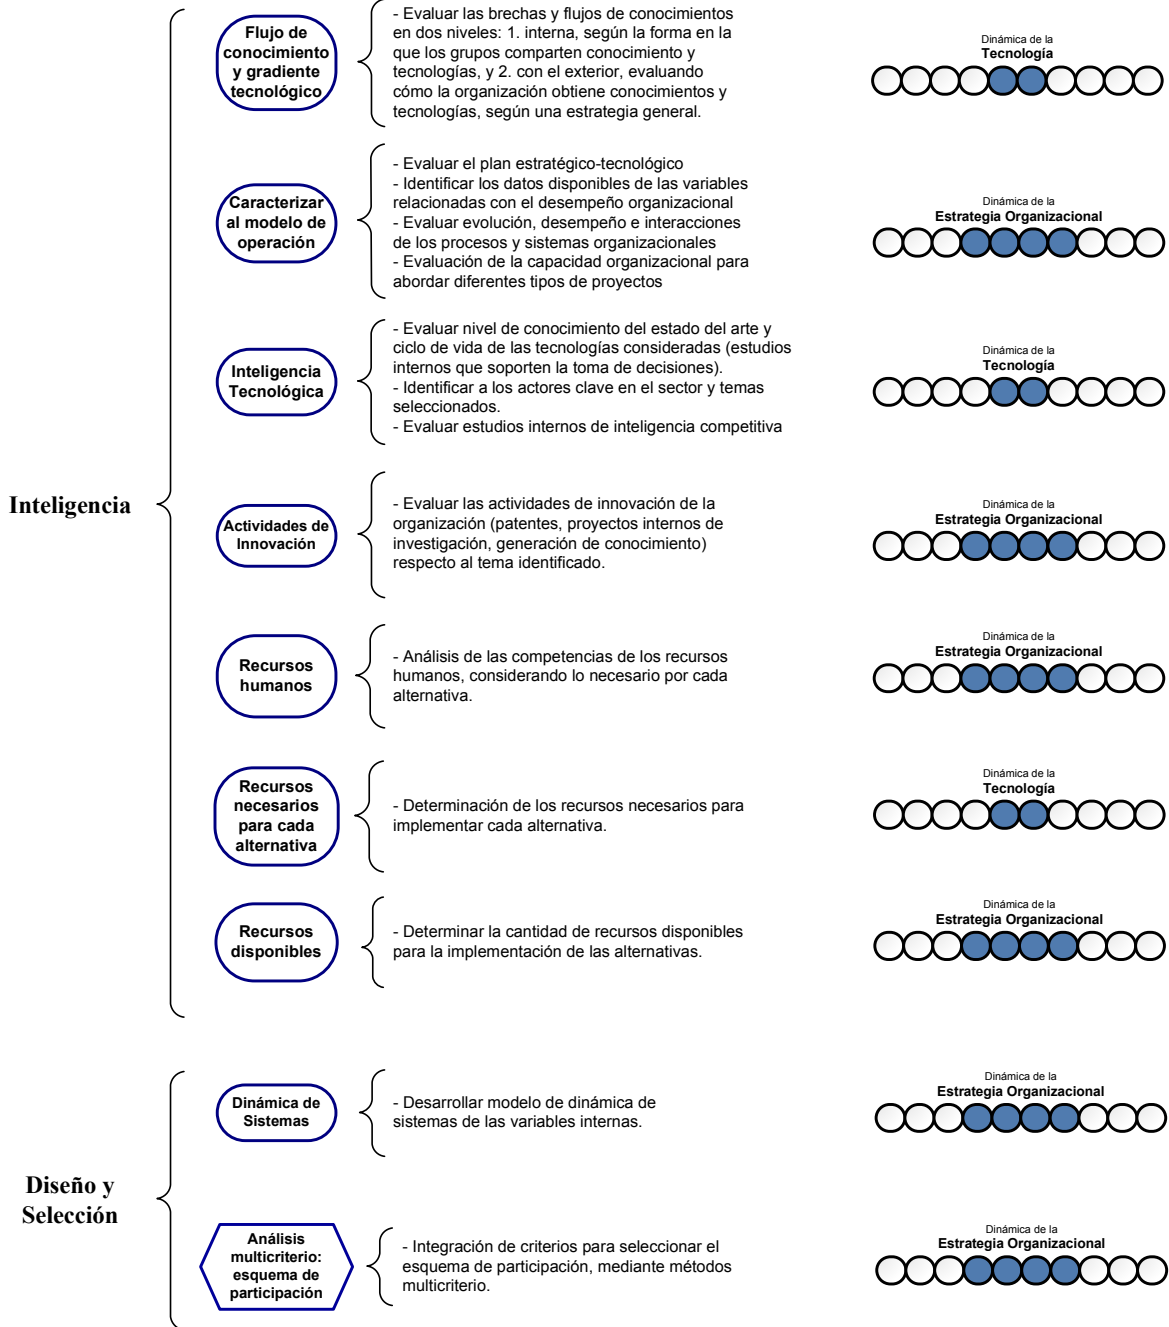 Flujo de
conocimiento
y gradiente
tecnológico
- Evaluar las brechas y flujos de conocimientos
en dos niveles: 1. interna, según la forma en la
que los grupos comparten conocimiento y
tecnologías, y 2. con el exterior, evaluando
cómo la organización obtiene conocimientos y
tecnologías, según una estrategia general.
Dinámica de la
Tecnología
Caracterizar
al modelo de
operación
- Evaluar el plan estratégico-tecnológico
- Identificar los datos disponibles de las variables
relacionadas con el desempeño organizacional
- Evaluar evolución, desempeño e interacciones
de los procesos y sistemas organizacionales
- Evaluación de la capacidad organizacional para
abordar diferentes tipos de proyectos
Dinámica de la
Estrategia Organizacional
Inteligencia
Tecnológica
- Evaluar nivel de conocimiento del estado del arte y
ciclo de vida de las tecnologías consideradas (estudios
internos que soporten la toma de decisiones).
- Identificar a los actores clave en el sector y temas
seleccionados.
- Evaluar estudios internos de inteligencia competitiva
Dinámica de la
Tecnología
Inteligencia
Actividades de
Innovación
- Evaluar las actividades de innovación de la
organización (patentes, proyectos internos de
investigación, generación de conocimiento)
respecto al tema identificado.
Dinámica de la
Estrategia Organizacional
Recursos
humanos
- Análisis de las competencias de los recursos
humanos, considerando lo necesario por cada
alternativa.
Dinámica de la
Estrategia Organizacional
Recursos
necesarios
para cada
alternativa
- Determinación de los recursos necesarios para
implementar cada alternativa.
Dinámica de la
Tecnología
Recursos
disponibles
- Determinar la cantidad de recursos disponibles
para la implementación de las alternativas.
Dinámica de la
Estrategia Organizacional
Diseño y
Selección
Dinámica de
Sistemas
- Desarrollar modelo de dinámica de
sistemas de las variables internas.
Dinámica de la
Estrategia Organizacional
Análisis
multicriterio:
esquema de
participación
- Integración de criterios para seleccionar el
esquema de participación, mediante métodos
multicriterio.
Dinámica de la
Estrategia Organizacional